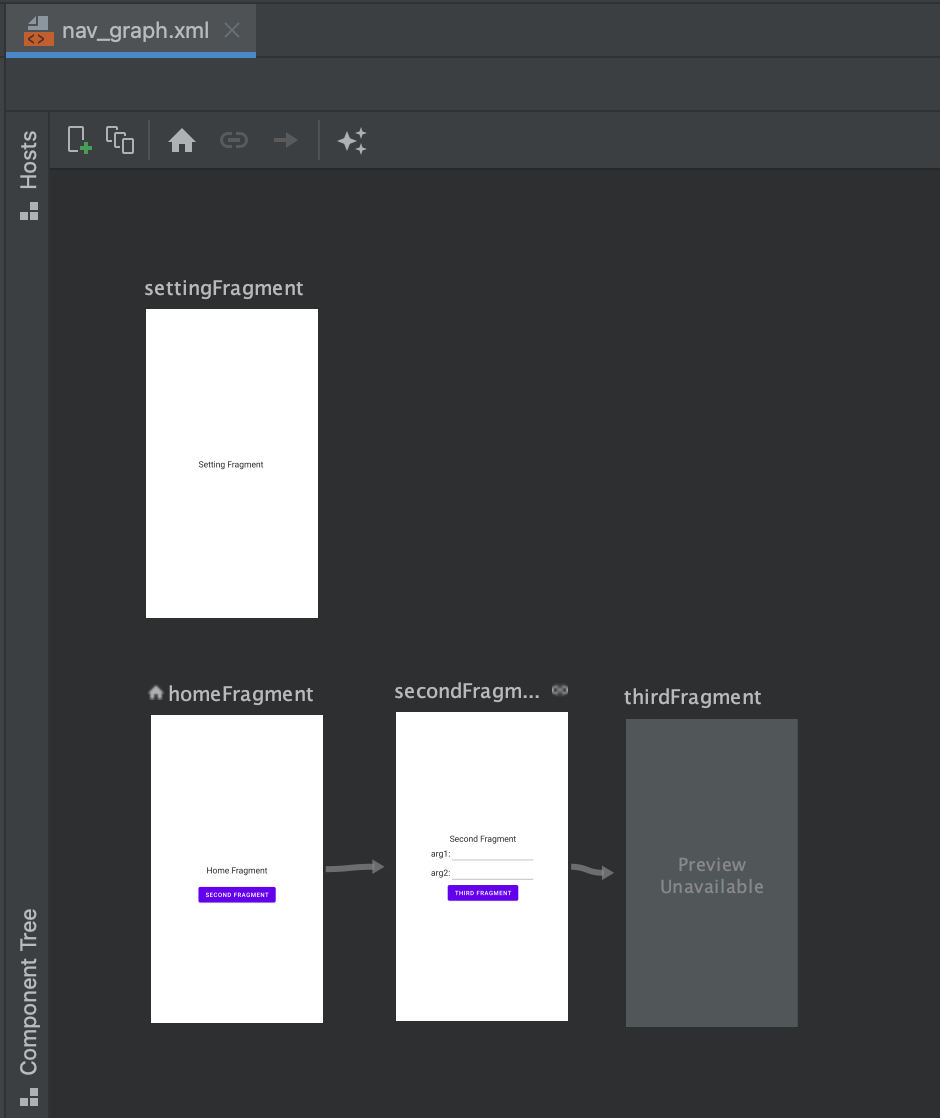 nav_graph.xml
Hosts
settingFragment
Setting Fragment
homeFragment
secondFragm...
thirdFragment
Home Fragment
SECOND FRAGMENT
Second Fragment
arg1:
arg2:
THIRD FRAGMENT
Preview
Unavailable
Component Tree